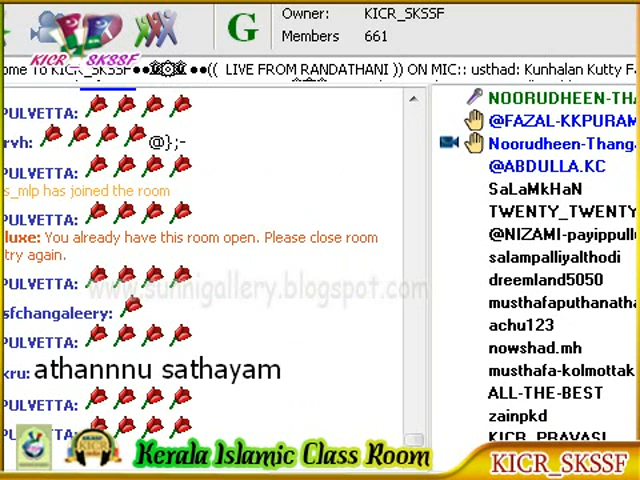 Owner: KICR_SKSSF
G
Members 661
KICR_SKSSF
ome To KICR_SKSSF●●۞●●(( LIVE FROM RANDATHANI )) ON MIC:: usthad: Kunhalan Kutty F
PULVETTA:
rvh: @};-
PULVETTA:
s_mlp has joined the room
PULVETTA:
luxe: You already have this room open. Please close room
try again.
PULVETTA:
www.sunnigallery.blogspot.com
sfchangaleery:
PULVETTA:
kru: athannnu sathayam
PULVETTA:
PULVETTA:
NOORUDHEEN-THA
@FAZAL-KKPURAM
Noorudheen-Thang
@ABDULLA.KC
SaLaMkHaN
TWENTY_TWENTY
@NIZAMI-payippull
salampalliyalthodi
dreemland5050
musthafaputhanatha
achu123
nowshad.mh
musthafa-kolmottak
ALL-THE-BEST
zainpkd
KICR_PRAVASI
KICR
Kerala Islamic Class Room
KICR_SKSSF